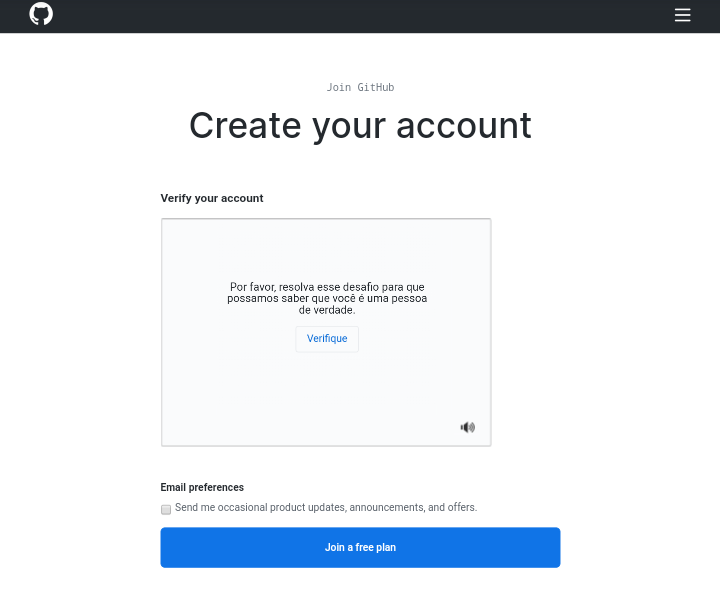 Join GitHub
Create your account
Verify your account
Por favor, resolva esse desafio para que
possamos saber que você é uma pessoa
de verdade.
Verifique
Email preferences
Send me occasional product updates, announcements, and offers.
Join a free plan